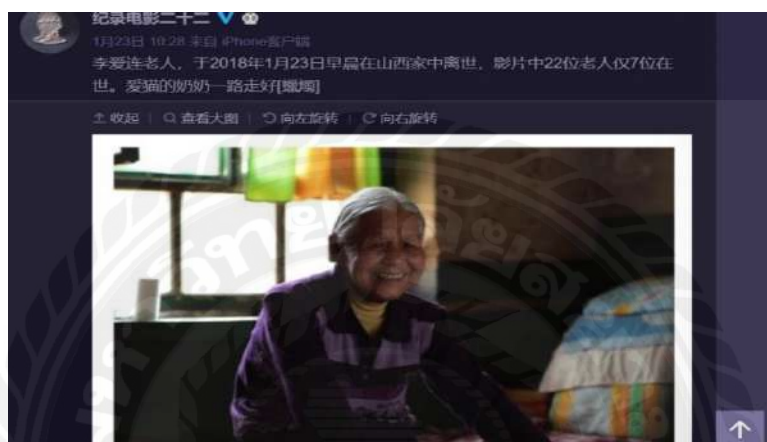 纪录电影二十二
1月23日 10:28 来自 iPhone客户端
李爱连老人，于2018年1月23日早晨在山西家中离世，影片中22位老人仅7位在
世。爱猫的奶奶一路走好[蜡烛]
收起 查看大图 向左旋转 向右旋转